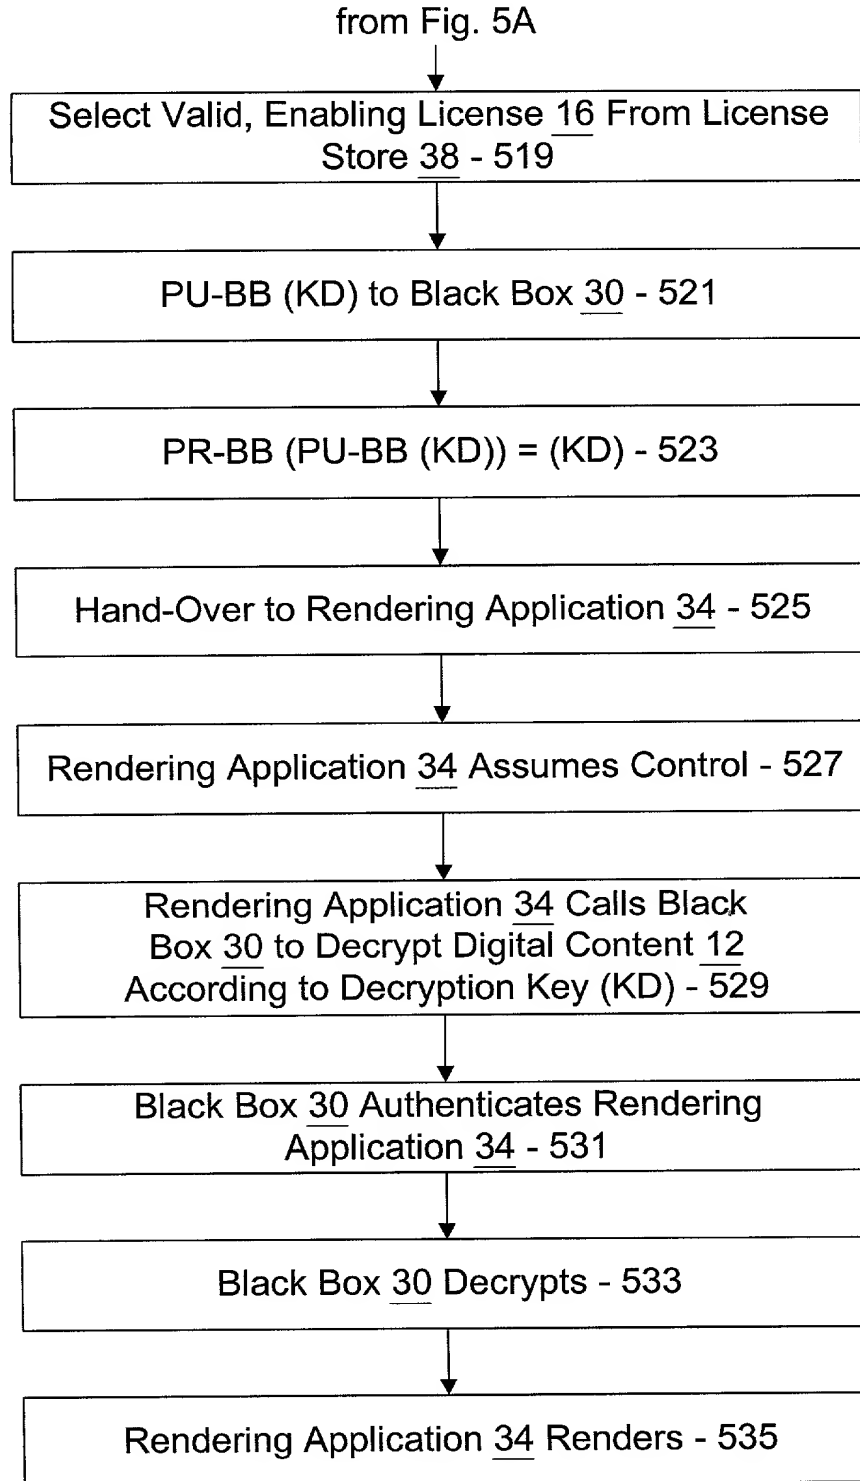 from Fig. 5A
Select Valid, Enabling License 16 From License
Store 38 - 519
PU-BB (KD) to Black Box 30 - 521
PR-BB (PU-BB (KD)) = (KD) - 523
Hand-Over to Rendering Application 34 - 525
Rendering Application 34 Assumes Control - 527
Rendering Application 34 Calls Black
Box 30 to Decrypt Digital Content 12
According to Decryption Key (KD) - 529
Black Box 30 Authenticates Rendering
Application 34 - 531
Black Box 30 Decrypts - 533
Rendering Application 34 Renders - 535